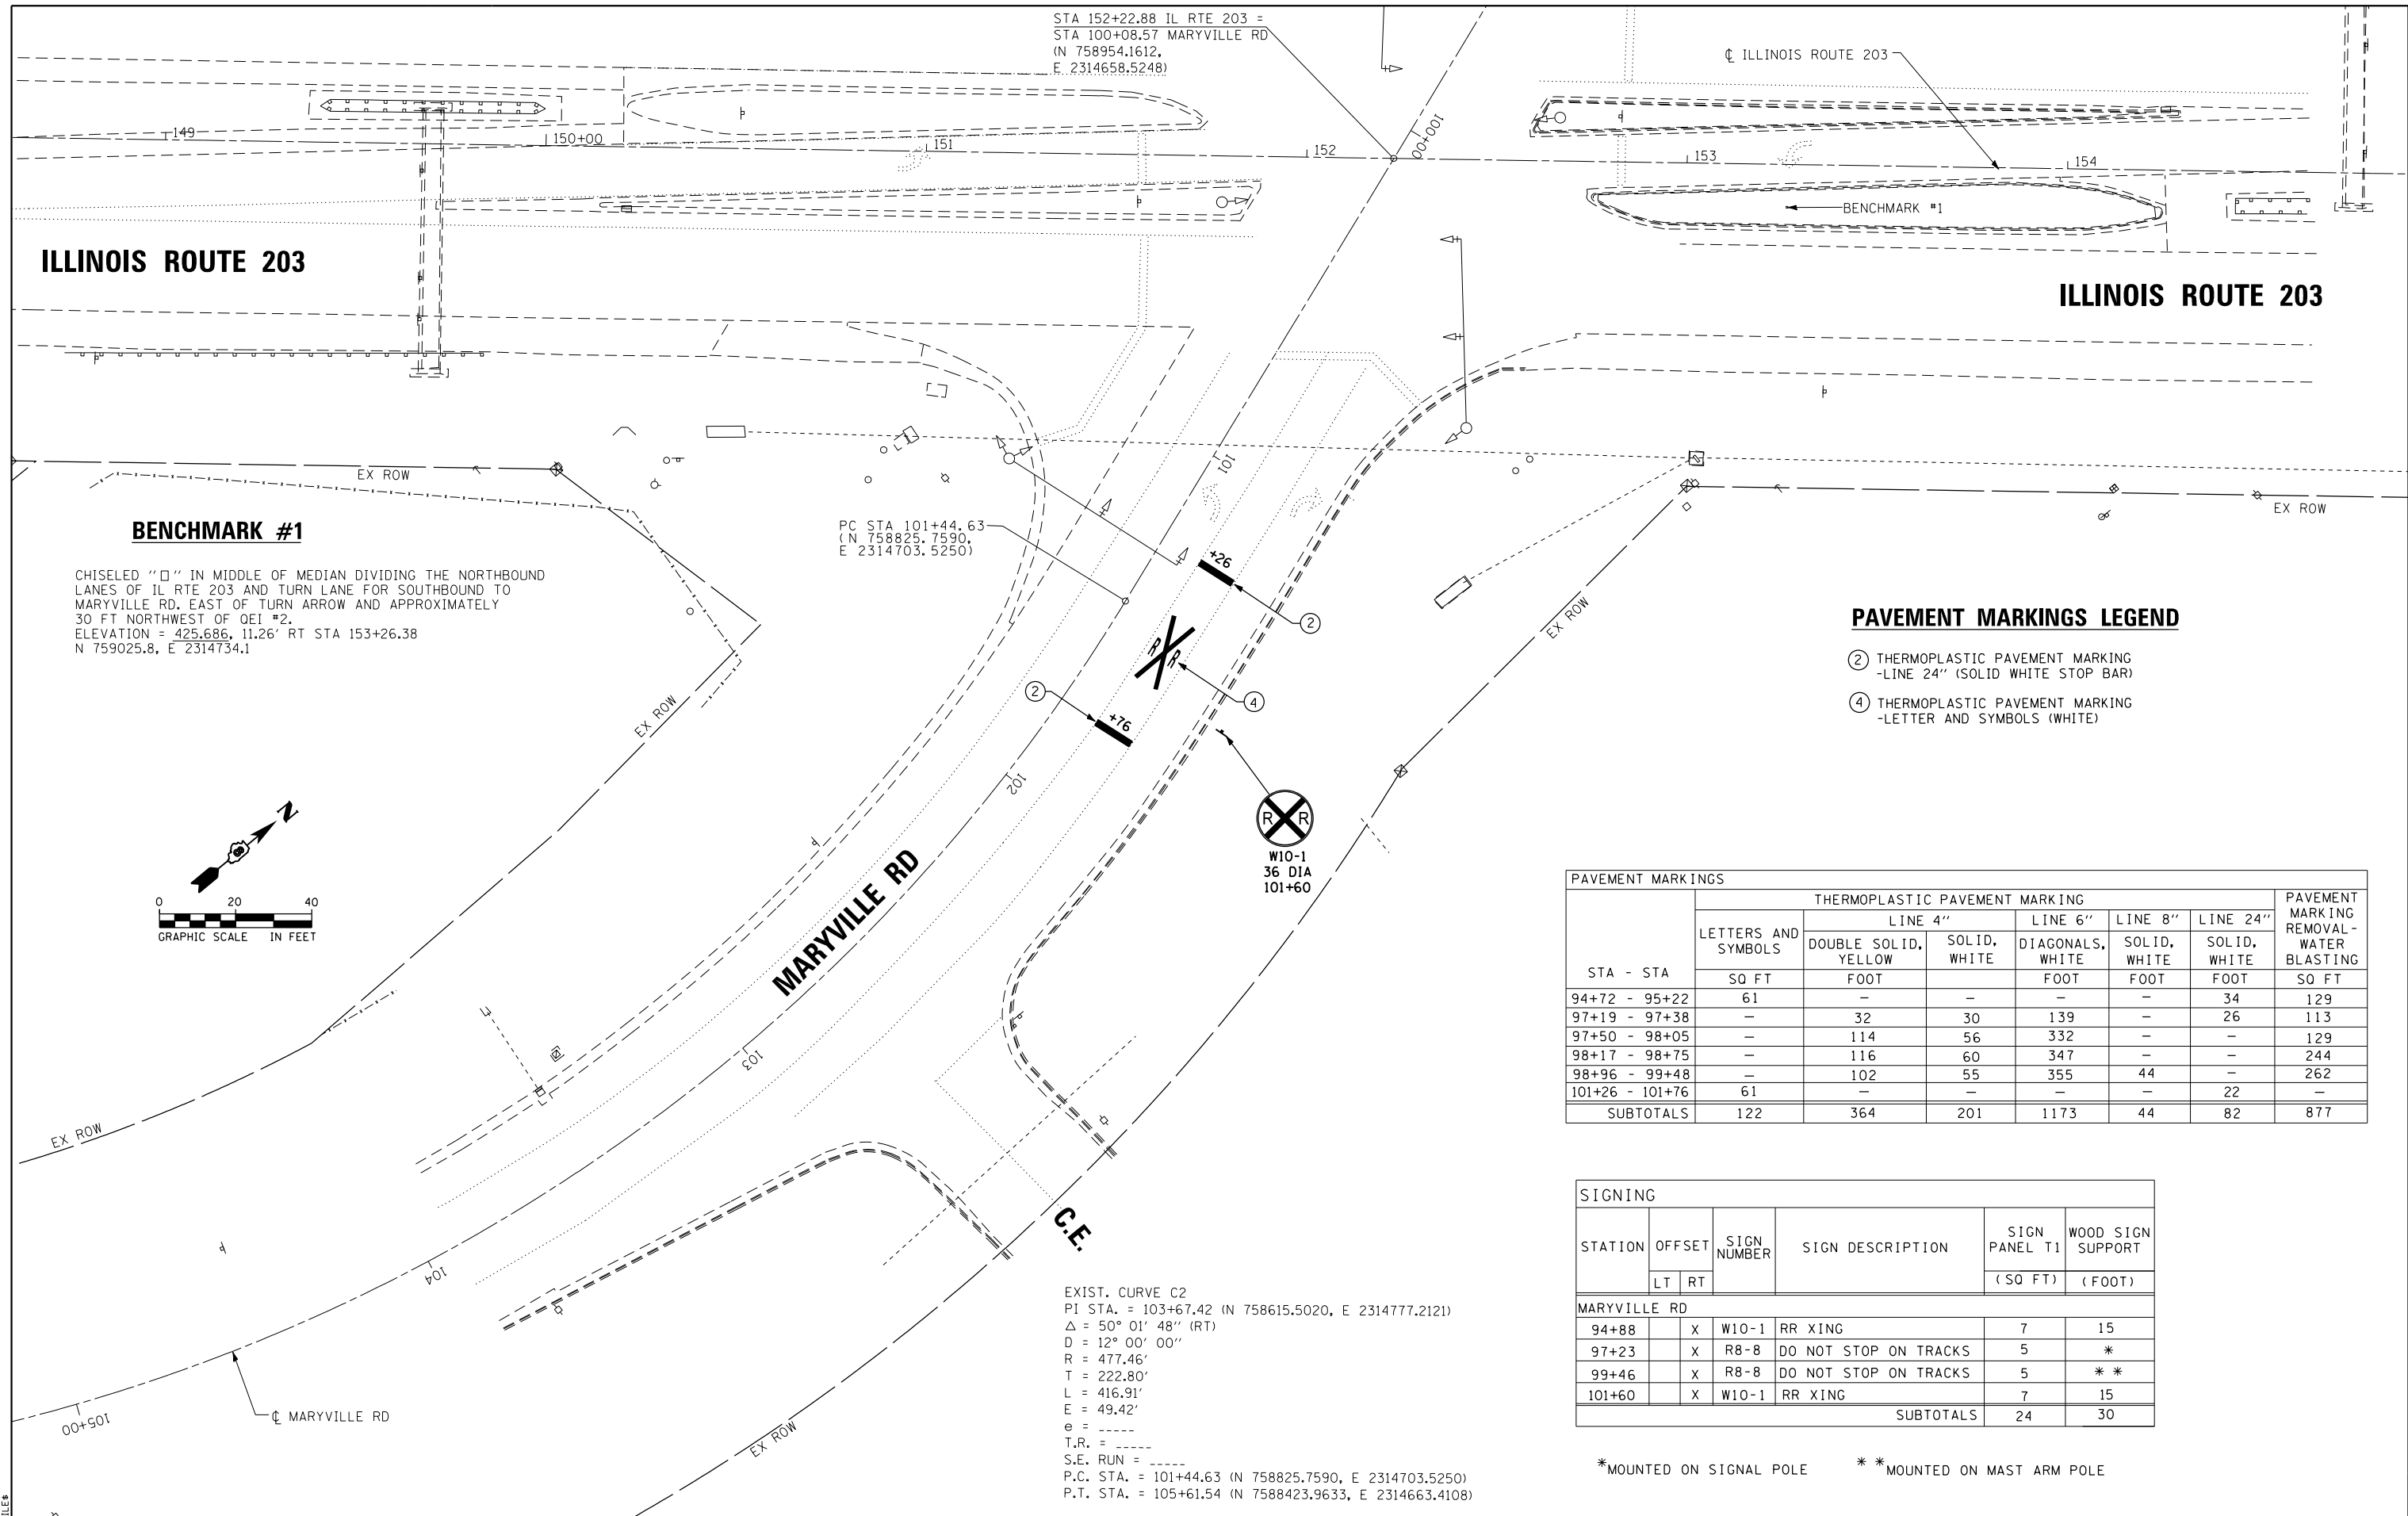 STA 152+22.88 IL RTE 203 =
STA 100+08.57 MARYVILLE RD
(N 758954.1612,
E 2314658.5248)
℄ ILLINOIS ROUTE 203
149
150+00
151
152
100+00
153
154
BENCHMARK #1
ILLINOIS ROUTE 203
ILLINOIS ROUTE 203
EX ROW
101
EX ROW
BENCHMARK #1
CHISELED "□" IN MIDDLE OF MEDIAN DIVIDING THE NORTHBOUND
LANES OF IL RTE 203 AND TURN LANE FOR SOUTHBOUND TO
MARYVILLE RD. EAST OF TURN ARROW AND APPROXIMATELY
30 FT NORTHWEST OF QEI #2.
ELEVATION = 425.686, 11.26' RT STA 153+26.38
N 759025.8, E 2314734.1
PC STA 101+44.63
(N 758825.7590,
E 2314703.5250)
+26
2
R R
4
2
+76
EX ROW
EX ROW
PAVEMENT MARKINGS LEGEND
2 THERMOPLASTIC PAVEMENT MARKING
-LINE 24" (SOLID WHITE STOP BAR)
4 THERMOPLASTIC PAVEMENT MARKING
-LETTER AND SYMBOLS (WHITE)
102
R R
W10-1
36 DIA
101+60
N
0 20 40
GRAPHIC SCALE IN FEET
MARYVILLE RD
103
PAVEMENT MARKINGS
STA - STA
THERMOPLASTIC PAVEMENT MARKING
PAVEMENT MARKING REMOVAL- WATER BLASTING
LETTERS AND SYMBOLS
LINE 4" LINE 6" LINE 8" LINE 24"
DOUBLE SOLID, YELLOW
SOLID, WHITE
DIAGONALS, WHITE
SOLID, WHITE
SOLID, WHITE
SQ FT FOOT FOOT FOOT FOOT SQ FT
94+72 - 95+22 61 - - - - 34 129
97+19 - 97+38 - 32 30 139 - 26 113
97+50 - 98+05 - 114 56 332 - - 129
98+17 - 98+75 - 116 60 347 - - 244
98+96 - 99+48 - 102 55 355 44 - 262
101+26 - 101+76 61 - - - - 22 -
SUBTOTALS 122 364 201 1173 44 82 877
EX ROW
C.E.
104
105+00
℄ MARYVILLE RD
EX ROW
EXIST. CURVE C2
PI STA. = 103+67.42 (N 758615.5020, E 2314777.2121)
Δ = 50° 01' 48" (RT)
D = 12° 00' 00"
R = 477.46'
T = 222.80'
L = 416.91'
E = 49.42'
e = -----
T.R. = -----
S.E. RUN = -----
P.C. STA. = 101+44.63 (N 758825.7590, E 2314703.5250)
P.T. STA. = 105+61.54 (N 7588423.9633, E 2314663.4108)
SIGNING
STATION OFFSET SIGN NUMBER SIGN DESCRIPTION SIGN PANEL T1 WOOD SIGN SUPPORT
LT RT (SQ FT) (FOOT)
MARYVILLE RD
94+88 X W10-1 RR XING 7 15
97+23 X R8-8 DO NOT STOP ON TRACKS 5 *
99+46 X R8-8 DO NOT STOP ON TRACKS 5 * *
101+60 X W10-1 RR XING 7 15
SUBTOTALS 24 30
*MOUNTED ON SIGNAL POLE * *MOUNTED ON MAST ARM POLE